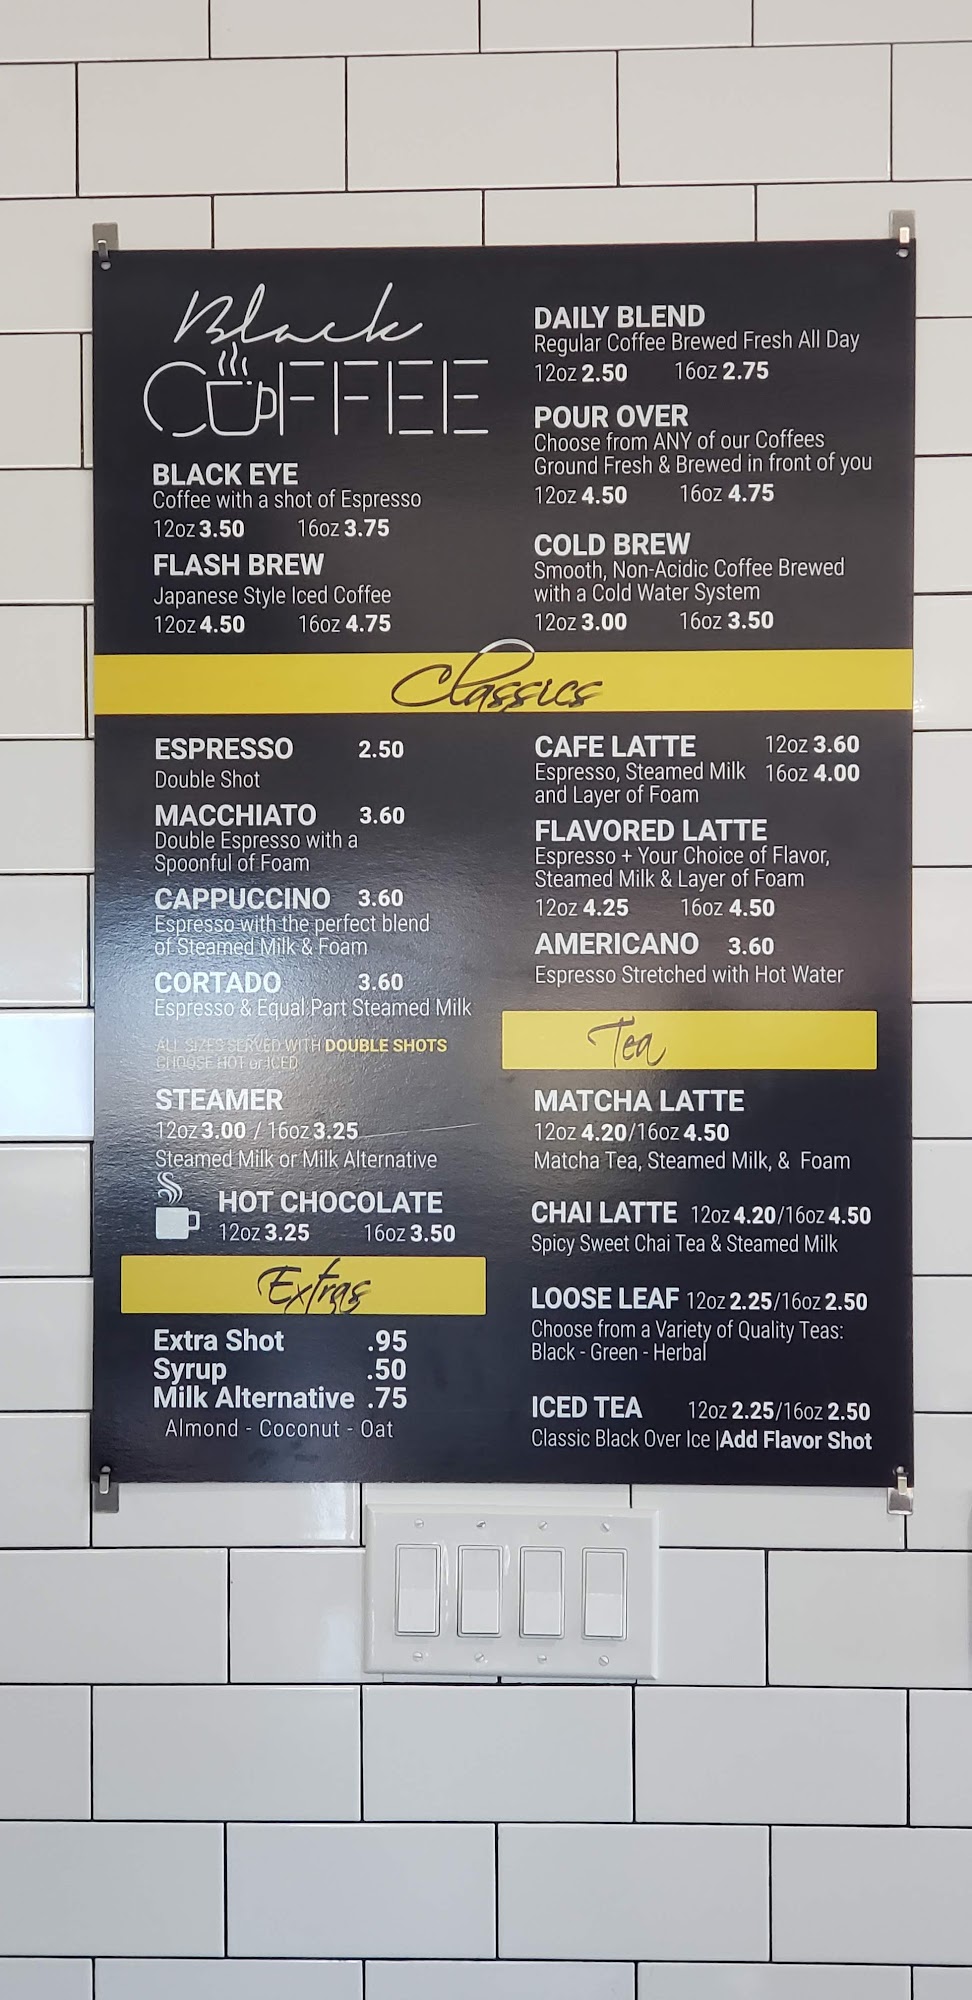 Black
COFFEE
BLACK EYE
Coffee with a shot of Espresso
12oz 3.50 16oz 3.75
FLASH BREW
Japanese Style Iced Coffee
12oz 4.50 16oz 4.75
DAILY BLEND
Regular Coffee Brewed Fresh All Day
12oz 2.50 16oz 2.75
POUR OVER
Choose from ANY of our Coffees
Ground Fresh & Brewed in front of you
12oz 4.50 16oz 4.75
COLD BREW
Smooth, Non-Acidic Coffee Brewed
with a Cold Water System
12oz 3.00 16oz 3.50
Classics
ESPRESSO 2.50
Double Shot
MACCHIATO 3.60
Double Espresso with a
Spoonful of Foam
CAPPUCCINO 3.60
Espresso with the perfect blend
of Steamed Milk & Foam
CORTADO 3.60
Espresso & Equal Part Steamed Milk
ALL SIZES SERVED WITH DOUBLE SHOTS
CHOOSE HOT or ICED
STEAMER
12oz 3.00 / 16oz 3.25
Steamed Milk or Milk Alternative
HOT CHOCOLATE
12oz 3.25 16oz 3.50
Extras
Extra Shot .95
Syrup .50
Milk Alternative .75
Almond - Coconut - Oat
CAFE LATTE 12oz 3.60
Espresso, Steamed Milk 16oz 4.00
and Layer of Foam
FLAVORED LATTE
Espresso + Your Choice of Flavor,
Steamed Milk & Layer of Foam
12oz 4.25 16oz 4.50
AMERICANO 3.60
Espresso Stretched with Hot Water
Tea
MATCHA LATTE
12oz 4.20/16oz 4.50
Matcha Tea, Steamed Milk, & Foam
CHAI LATTE 12oz 4.20/16oz 4.50
Spicy Sweet Chai Tea & Steamed Milk
LOOSE LEAF 12oz 2.25/16oz 2.50
Choose from a Variety of Quality Teas:
Black - Green - Herbal
ICED TEA 12oz 2.25/16oz 2.50
Classic Black Over Ice |Add Flavor Shot